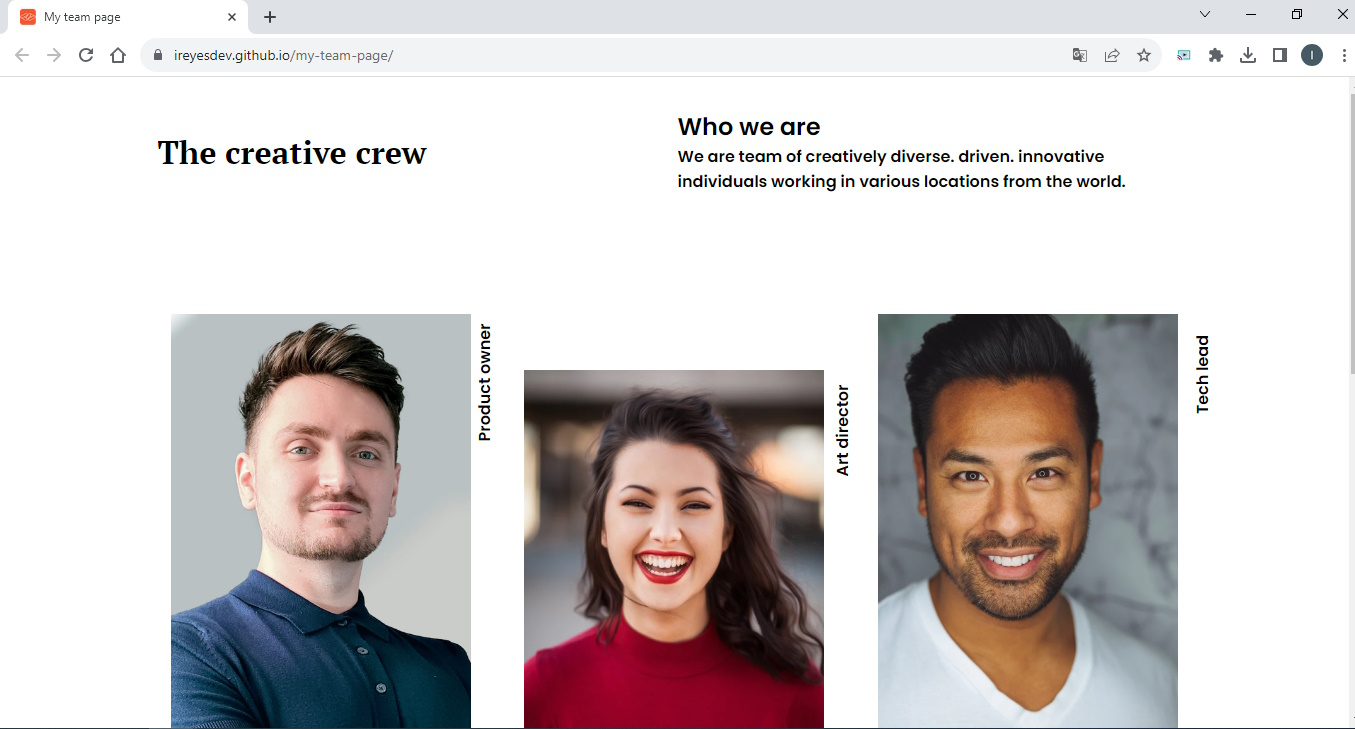 My team page
ireyesdev.github.io/my-team-page/
I
The creative crew
Who we are
We are team of creatively diverse. driven. innovative
individuals working in various locations from the world.
Product owner
Art director
Tech lead